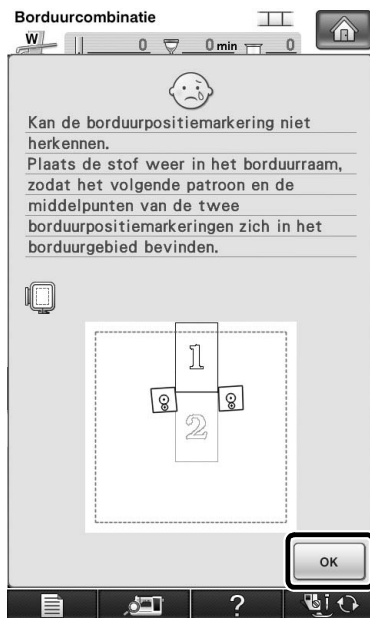 Borduurcombinatie
W 0 0 min 0
Kan de borduurpositiemarkering niet
herkennen.
Plaats de stof weer in het borduurraam,
zodat het volgende patroon en de
middelpunten van de twee
borduurpositiemarkeringen zich in het
borduurgebied bevinden.
1
2
OK
?